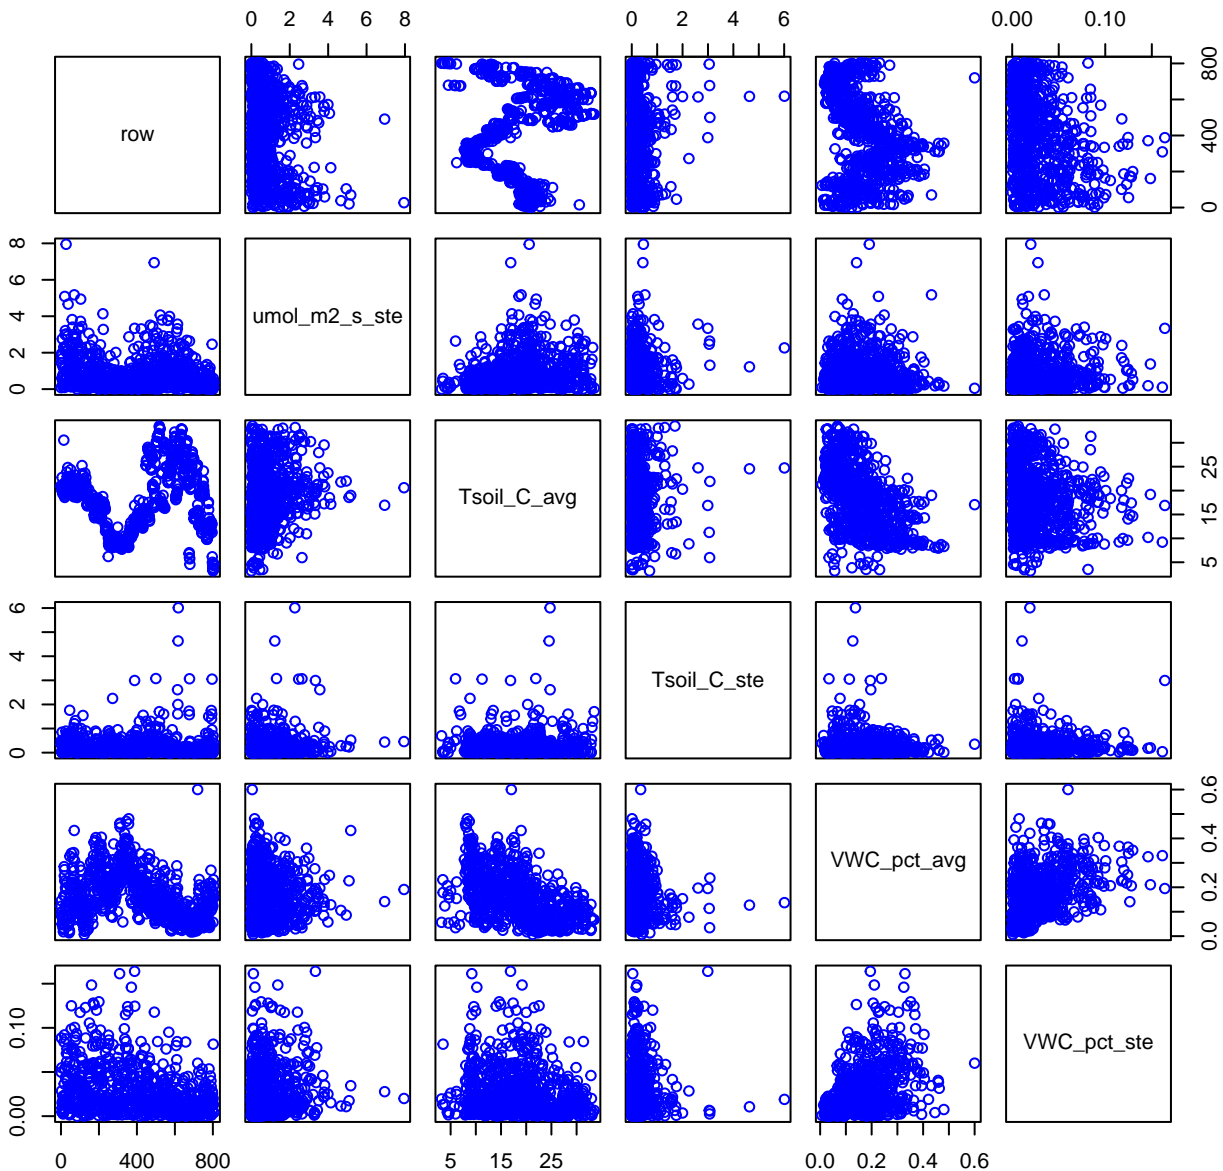 0 2 4 6 8 0 2 4 6 0.00 0.10
row 0 400 800
0 2 4 6 8 umol_m2_s_ste
Tsoil_C_avg 5 15 25
0 2 4 6 Tsoil_C_ste
VWC_pct_avg 0.0 0.2 0.4 0.6
0.00 0.10 VWC_pct_ste
0 400 800 5 15 25 0.0 0.2 0.4 0.6